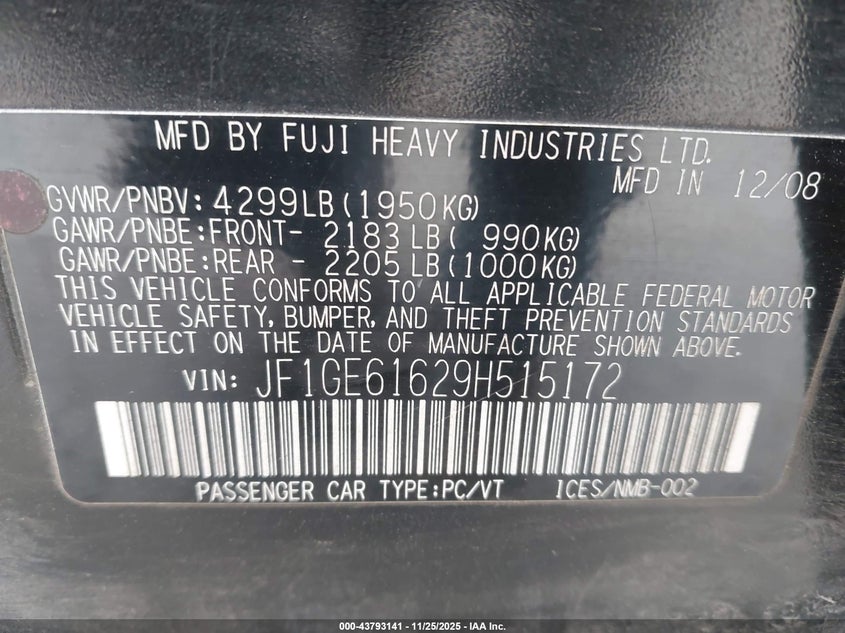 MFD BY FUJI HEAVY INDUSTRIES LTD.
MFD IN 12/08
GVWR/PNBV: 4299LB (1950KG)
GAWR/PNBE: FRONT- 2183 LB ( 990KG)
GAWR/PNBE: REAR - 2205 LB (1000KG)
THIS VEHICLE CONFORMS TO ALL APPLICABLE FEDERAL MOTOR
VEHICLE SAFETY, BUMPER, AND THEFT PREVENTION STANDARDS
IN EFFECT ON THE DATE OF MANUFACTURE SHOWN ABOVE.
VIN: JF1GE61629H515172
PASSENGER CAR TYPE:PC/VT ICES/NMB-002
000-43793141 - 11/25/2025 - IAA Inc.